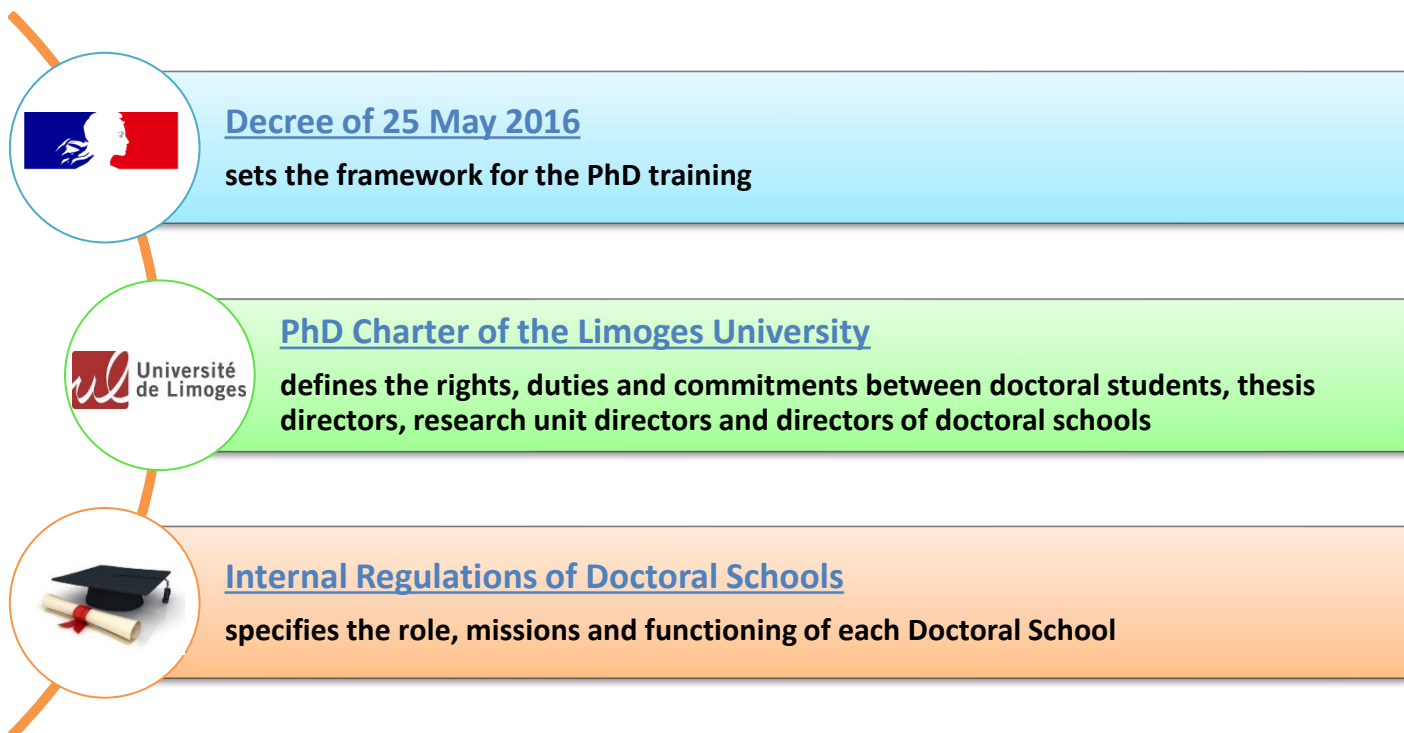 Decree of 25 May 2016
sets the framework for the PhD training
Université
de Limoges
PhD Charter of the Limoges University
defines the rights, duties and commitments between doctoral students, thesis
directors, research unit directors and directors of doctoral schools
Internal Regulations of Doctoral Schools
specifies the role, missions and functioning of each Doctoral School